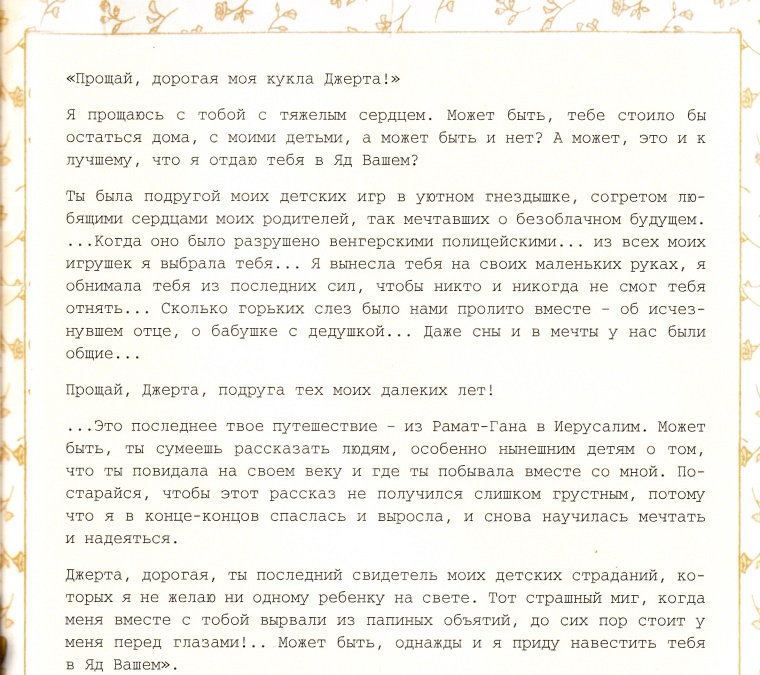 «Прощай, дорогая моя кукла Джерта!»
Я прощаюсь с тобой с тяжелым сердцем. Может быть, тебе стоило бы
остаться дома, с моими детьми, а может быть и нет? А может, это и к
лучшему, что я отдаю тебя в Яд Вашем?
Ты была подругой моих детских игр в уютном гнездышке, согретом лю-
бящими сердцами моих родителей, так мечтавших о безоблачном будущем.
...Когда оно было разрушено венгерскими полицейскими... из всех моих
игрушек я выбрала тебя... Я вынесла тебя на своих маленьких руках, я
обнимала тебя из последних сил, чтобы никто и никогда не смог тебя
отнять... Сколько горьких слез было нами пролито вместе – об исчез-
нувшем отце, о бабушке с дедушкой... Даже сны и в мечты у нас были
общие...
Прощай, Джерта, подруга тех моих далеких лет!
...Это последнее твое путешествие – из Рамат-Гана в Иерусалим. Может
быть, ты сумеешь рассказать людям, особенно нынешним детям о том,
что ты повидала на своем веку и где ты побывала вместе со мной. По-
старайся, чтобы этот рассказ не получился слишком грустным, потому
что я в конце-концов спаслась и выросла, и снова научилась мечтать
и надеяться.
Джерта, дорогая, ты последний свидетель моих детских страданий, ко-
торых я не желаю ни одному ребенку на свете. Тот страшный миг, когда
меня вместе с тобой вырвали из папиных объятий, до сих пор стоит у
меня перед глазами!.. Может быть, однажды и я приду навестить тебя
в Яд Вашем».